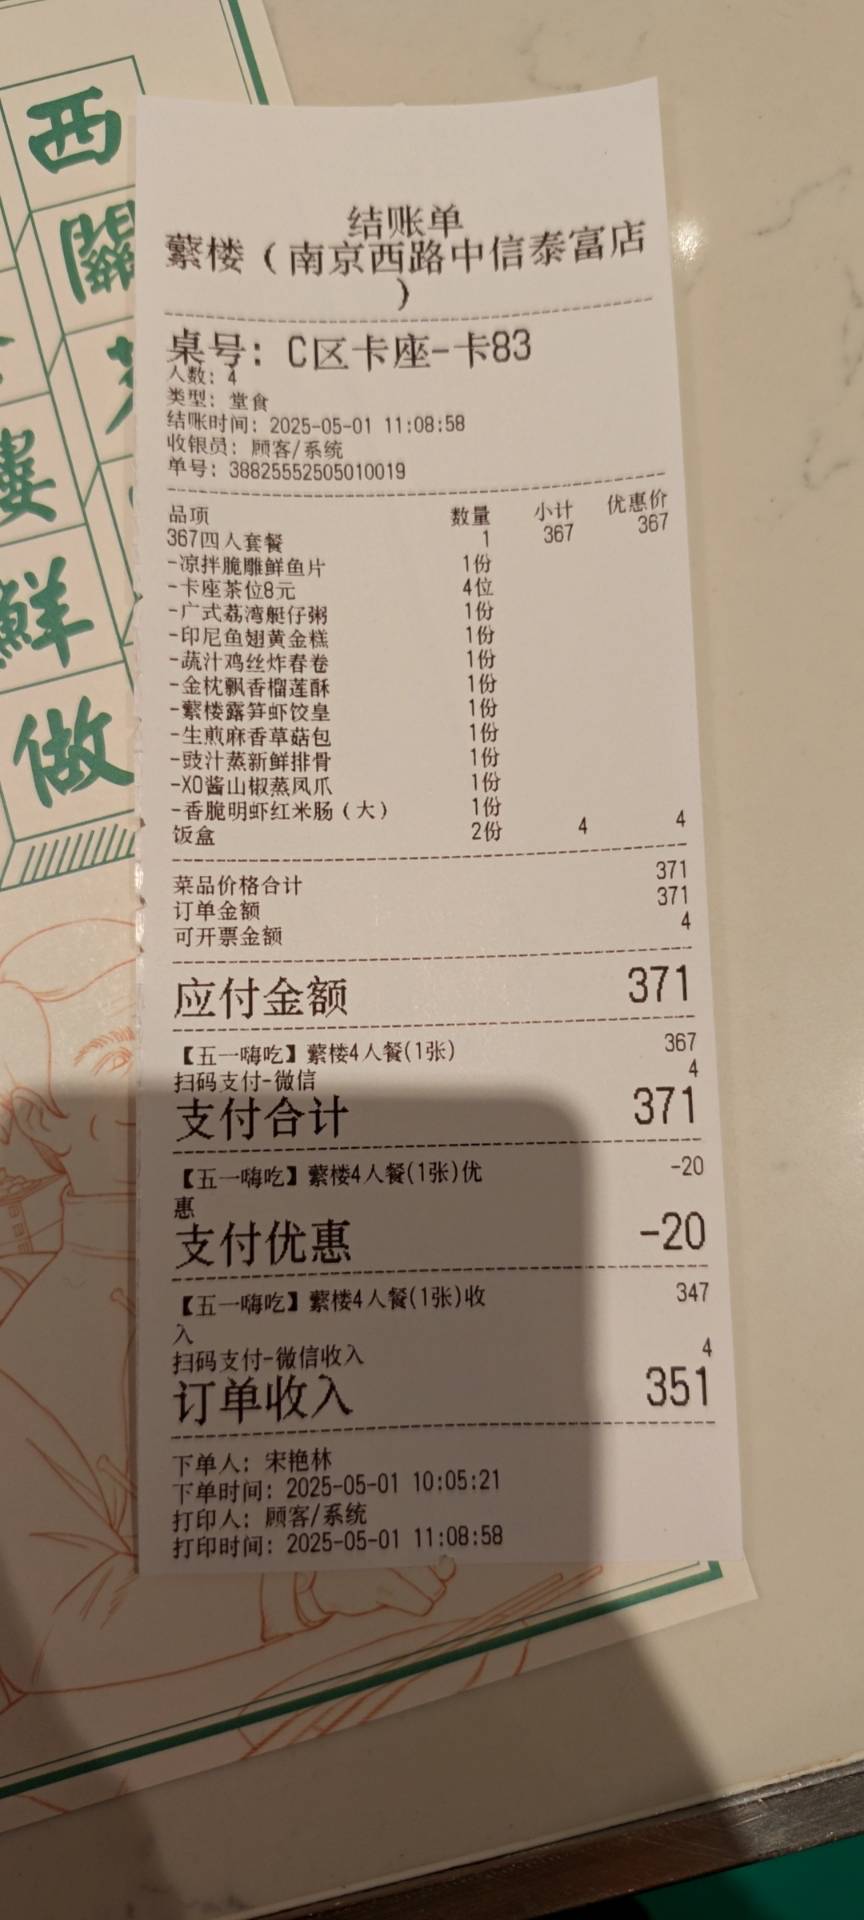 西
關
樓
鮮
做
结账单
蘩楼（南京西路中信泰富店
）
桌号: C区卡座-卡83
人数: 4
类型: 堂食
结账时间: 2025-05-01 11:08:58
收银员: 顾客/系统
单号: 38825552505010019
品项 数量 小计 优惠价
367四人套餐 1 367 367
-凉拌脆雕鲜鱼片 1份
-卡座茶位8元 4位
-广式荔湾艇仔粥 1份
-印尼鱼翅黄金糕 1份
-蔬汁鸡丝炸春卷 1份
-金枕飘香榴莲酥 1份
-蘩楼露笋虾饺皇 1份
-生煎麻香草菇包 1份
-豉汁蒸新鲜排骨 1份
-XO酱山椒蒸凤爪 1份
-香脆明虾红米肠（大） 1份
饭盒 2份 4 4
菜品价格合计 371
订单金额 371
可开票金额 4
应付金额 371
【五一嗨吃】蘩楼4人餐(1张) 367
扫码支付-微信 4
支付合计 371
【五一嗨吃】蘩楼4人餐(1张)优 -20
惠
支付优惠 -20
【五一嗨吃】蘩楼4人餐(1张)收 347
入
扫码支付-微信收入 4
订单收入 351
下单人: 宋艳林
下单时间: 2025-05-01 10:05:21
打印人: 顾客/系统
打印时间: 2025-05-01 11:08:58